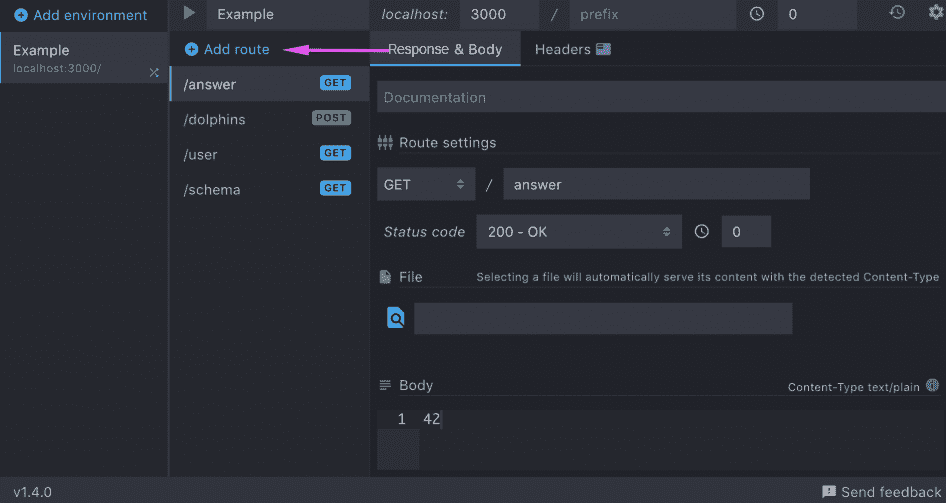 Add environment
Example
localhost:3000/
Example
localhost:
3000
/
prefix
0
Add route
/answer
GET
/dolphins
POST
/user
GET
/schema
GET
Response & Body
Headers
Documentation
Route settings
GET
/
answer
Status code
200 - OK
0
File
Selecting a file will automatically serve its content with the detected Content-Type
Body
Content-Type text/plain
1 42
v1.4.0
Send feedback